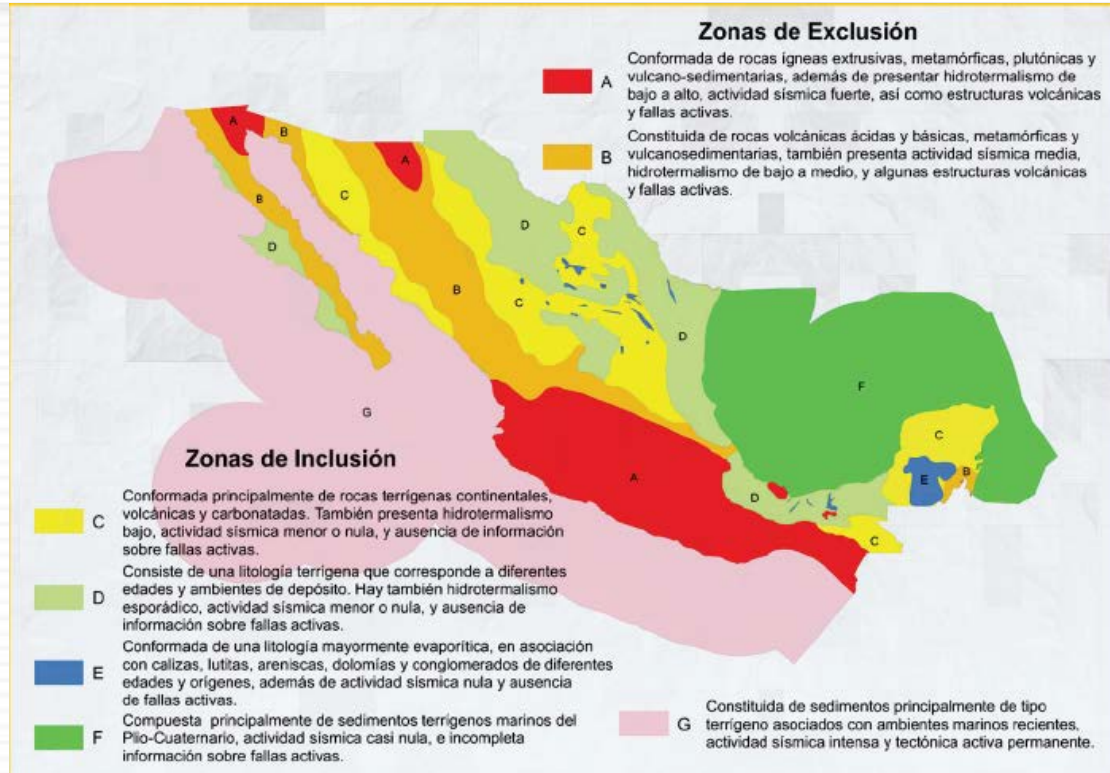 Zonas de Exclusión
A
Conformada de rocas ígneas extrusivas, metamórficas, plutónicas y
vulcano-sedimentarias, además de presentar hidrotermalismo de
bajo a alto, actividad sísmica fuerte, así como estructuras volcánicas
y fallas activas.
B
Constituida de rocas volcánicas ácidas y básicas, metamórficas y
vulcanosedimentarias, también presenta actividad sísmica media,
hidrotermalismo de bajo a medio, y algunas estructuras volcánicas
y fallas activas.
A
B
A
C
B
D
C
D
B
C
D
F
G
C
A
E
B
D
C
Zonas de Inclusión
C
Conformada principalmente de rocas terrígenas continentales,
volcánicas y carbonatadas. También presenta hidrotermalismo
bajo, actividad sísmica menor o nula, y ausencia de información
sobre fallas activas.
D
Consiste de una litología terrígena que corresponde a diferentes
edades y ambientes de depósito. Hay también hidrotermalismo
esporádico, actividad sísmica menor o nula, y ausencia de
información sobre fallas activas.
E
Conformada de una litología mayormente evaporítica, en asociación
con calizas, lutitas, areniscas, dolomías y conglomerados de diferentes
edades y orígenes, además de actividad sísmica nula y ausencia
de fallas activas.
F
Compuesta principalmente de sedimentos terrígenos marinos del
Plio-Cuaternario, actividad sísmica casi nula, e incompleta
información sobre fallas activas.
G
Constituida de sedimentos principalmente de tipo
terrígeno asociados con ambientes marinos recientes,
actividad sísmica intensa y tectónica activa permanente.